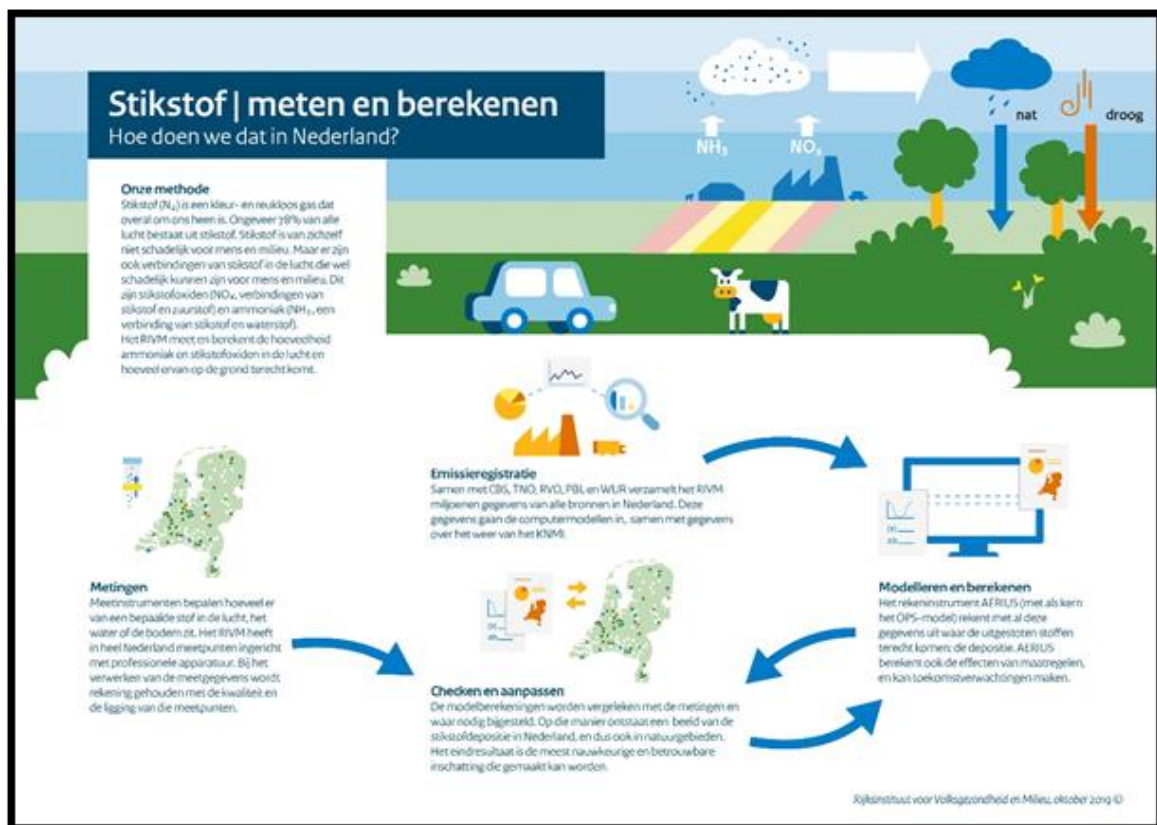 Stikstof | meten en berekenen
Hoe doen we dat in Nederland?
NH₃
NOₓ
nat
droog
Onze methode
Stikstof (N₂) is een kleur- en reukloos gas dat
overal om ons heen is. Ongeveer 78% van alle
lucht bestaat uit stikstof. Stikstof is van zichzelf
niet schadelijk voor mens en milieu. Maar er zijn
ook verbindingen van stikstof in de lucht die wel
schadelijk kunnen zijn voor mens en milieu. Dit
zijn stikstofoxiden (NOₓ, verbindingen van
stikstof en zuurstof) en ammoniak (NH₃, een
verbinding van stikstof en waterstof).
Het RIVM meet en berekent de hoeveelheid
ammoniak en stikstofoxiden in de lucht en
hoeveel ervan op de grond terecht komt.
Emissieregistratie
Samen met CBS, TNO, RVO, PBL en WUR verzamelt het RIVM
miljoenen gegevens van alle bronnen in Nederland. Deze
gegevens gaan de computermodellen in, samen met gegevens
over het weer van het KNMI.
Metingen
Meetinstrumenten bepalen hoeveel er
van een bepaalde stof in de lucht, het
water of de bodem zit. Het RIVM heeft
in heel Nederland meetpunten ingericht
met professionele apparatuur. Bij het
verwerken van de meetgegevens wordt
rekening gehouden met de kwaliteit en
de ligging van die meetpunten.
Checken en aanpassen
De modelberekeningen worden vergeleken met de metingen en
waar nodig bijgesteld. Op die manier ontstaat een beeld van de
stikstofdepositie in Nederland, en dus ook in natuurgebieden.
Het eindresultaat is de meest nauwkeurige en betrouwbare
inschatting die gemaakt kan worden.
Modelleren en berekenen
Het rekeninstrument AERIUS (met als kern
het OPS-model) rekent met al deze
gegevens uit waar de uitgestoten stoffen
terecht komen: de depositie. AERIUS
berekent ook de effecten van maatregelen,
en kan toekomstverwachtingen maken.
Rijksinstituut voor Volksgezondheid en Milieu, oktober 2019 ©